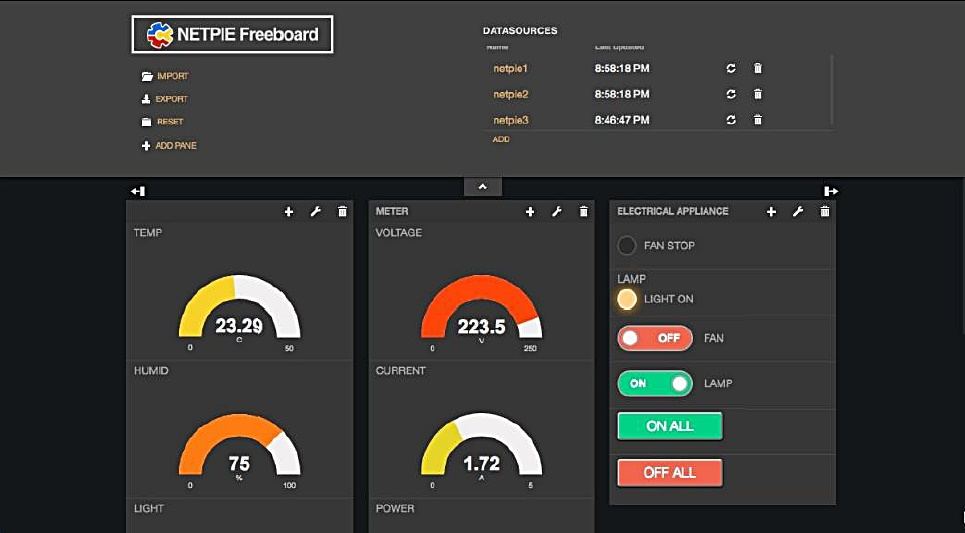 NETPIE Freeboard
IMPORT
EXPORT
RESET
ADD PANE
DATASOURCES
Name Last Updated
netpie1 8:58:18 PM
netpie2 8:58:18 PM
netpie3 8:46:47 PM
ADD
TEMP
23.29
C
0 50
HUMID
75
%
0 100
LIGHT
METER
VOLTAGE
223.5
V
0 250
CURRENT
1.72
A
0 5
POWER
ELECTRICAL APPLIANCE
FAN STOP
LAMP
LIGHT ON
OFF FAN
ON LAMP
ON ALL
OFF ALL